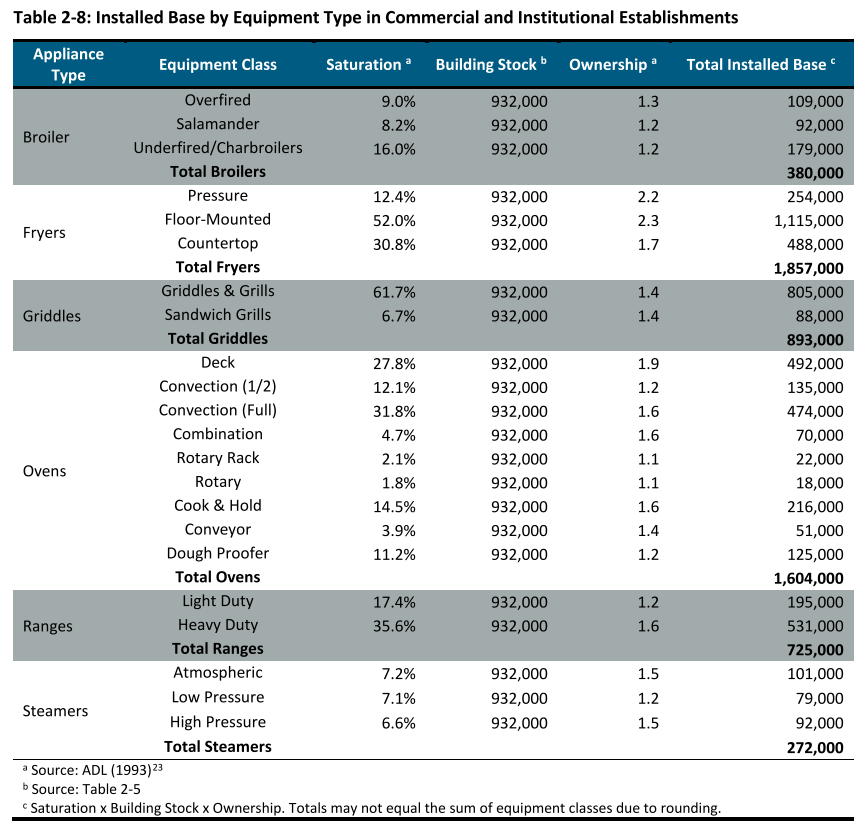 Table 2-8: Installed Base by Equipment Type in Commercial and Institutional Establishments
Appliance Type Equipment Class Saturation a Building Stock b Ownership a Total Installed Base c
Broiler
Overfired 9.0% 932,000 1.3 109,000
Salamander 8.2% 932,000 1.2 92,000
Underfired/Charbroilers 16.0% 932,000 1.2 179,000
Total Broilers 380,000
Fryers
Pressure 12.4% 932,000 2.2 254,000
Floor-Mounted 52.0% 932,000 2.3 1,115,000
Countertop 30.8% 932,000 1.7 488,000
Total Fryers 1,857,000
Griddles
Griddles & Grills 61.7% 932,000 1.4 805,000
Sandwich Grills 6.7% 932,000 1.4 88,000
Total Griddles 893,000
Ovens
Deck 27.8% 932,000 1.9 492,000
Convection (1/2) 12.1% 932,000 1.2 135,000
Convection (Full) 31.8% 932,000 1.6 474,000
Combination 4.7% 932,000 1.6 70,000
Rotary Rack 2.1% 932,000 1.1 22,000
Rotary 1.8% 932,000 1.1 18,000
Cook & Hold 14.5% 932,000 1.6 216,000
Conveyor 3.9% 932,000 1.4 51,000
Dough Proofer 11.2% 932,000 1.2 125,000
Total Ovens 1,604,000
Ranges
Light Duty 17.4% 932,000 1.2 195,000
Heavy Duty 35.6% 932,000 1.6 531,000
Total Ranges 725,000
Steamers
Atmospheric 7.2% 932,000 1.5 101,000
Low Pressure 7.1% 932,000 1.2 79,000
High Pressure 6.6% 932,000 1.5 92,000
Total Steamers 272,000
a Source: ADL (1993)23
b Source: Table 2-5
c Saturation x Building Stock x Ownership. Totals may not equal the sum of equipment classes due to rounding.